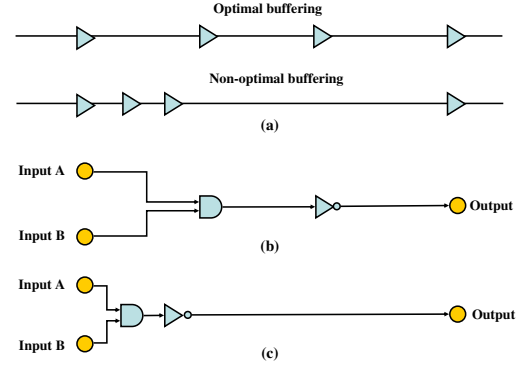 Optimal buffering
Non-optimal buffering
(a)
Input A
Output
Input B
(b)
Input A
Output
Input B
(c)